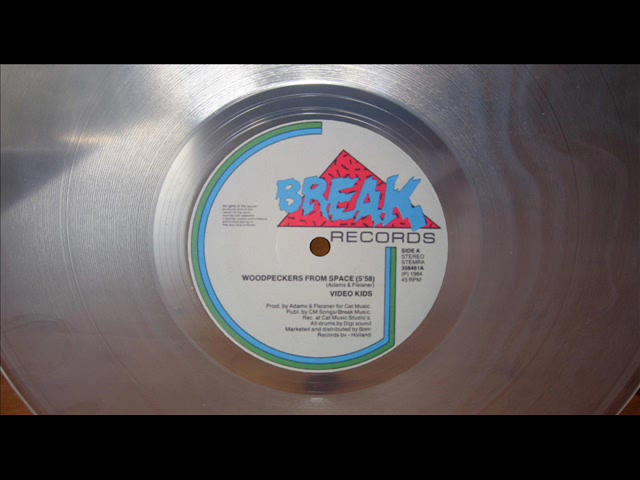 BREAK
RECORDS
SIDE A
STEREO
STEMRA
308461A
(P) 1984
45 RPM
WOODPECKERS FROM SPACE (5'58)
(Adams & Fleisner)
VIDEO KIDS
Prod. by Adams & Fleisner for Cat Music.
Publ. by CM Songs/Break Music.
Rec. at Cat Music Studio's.
All drums by Digi sound
Marketed and distributed by Boni
Records bv - Holland